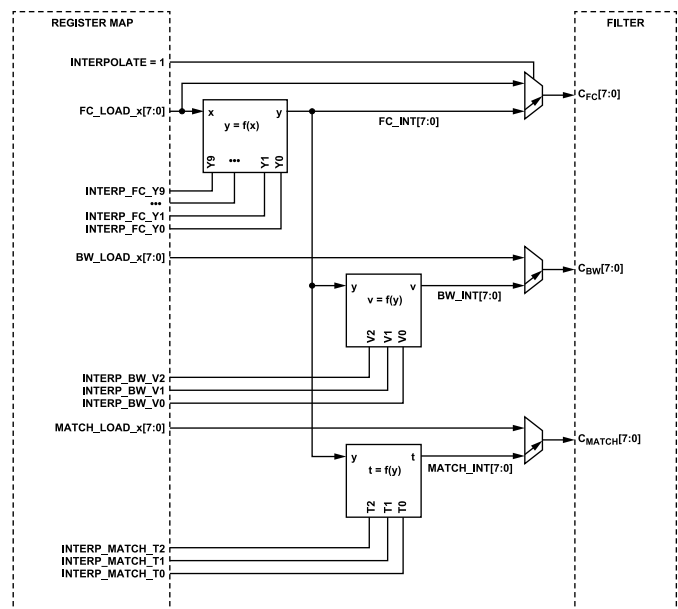 REGISTER MAP
FILTER
INTERPOLATE = 1
FC_LOAD_x[7:0]
x y
y = f(x)
Y9 ... Y1 Y0
FC_INT[7:0]
CFC[7:0]
INTERP_FC_Y9
...
INTERP_FC_Y1
INTERP_FC_Y0
BW_LOAD_x[7:0]
y v
v = f(y)
V2 V1 V0
BW_INT[7:0]
CBW[7:0]
INTERP_BW_V2
INTERP_BW_V1
INTERP_BW_V0
MATCH_LOAD_x[7:0]
y t
t = f(y)
T2 T1 T0
MATCH_INT[7:0]
CMATCH[7:0]
INTERP_MATCH_T2
INTERP_MATCH_T1
INTERP_MATCH_T0